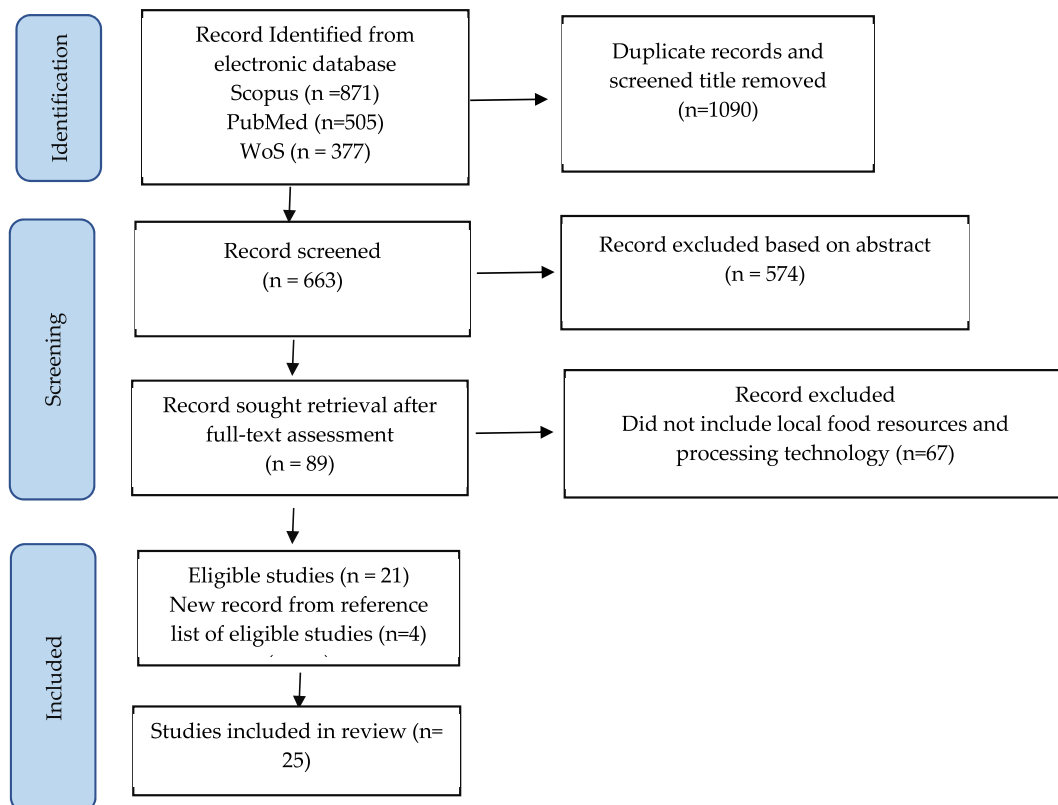 Identification
Record Identified from
electronic database
Scopus (n =871)
PubMed (n=505)
WoS (n = 377)
Duplicate records and
screened title removed
(n=1090)
Screening
Record screened
(n = 663)
Record excluded based on abstract
(n = 574)
Record sought retrieval after
full-text assessment
(n = 89)
Record excluded
Did not include local food resources and
processing technology (n=67)
Included
Eligible studies (n = 21)
New record from reference
list of eligible studies (n=4)
Studies included in review (n=
25)